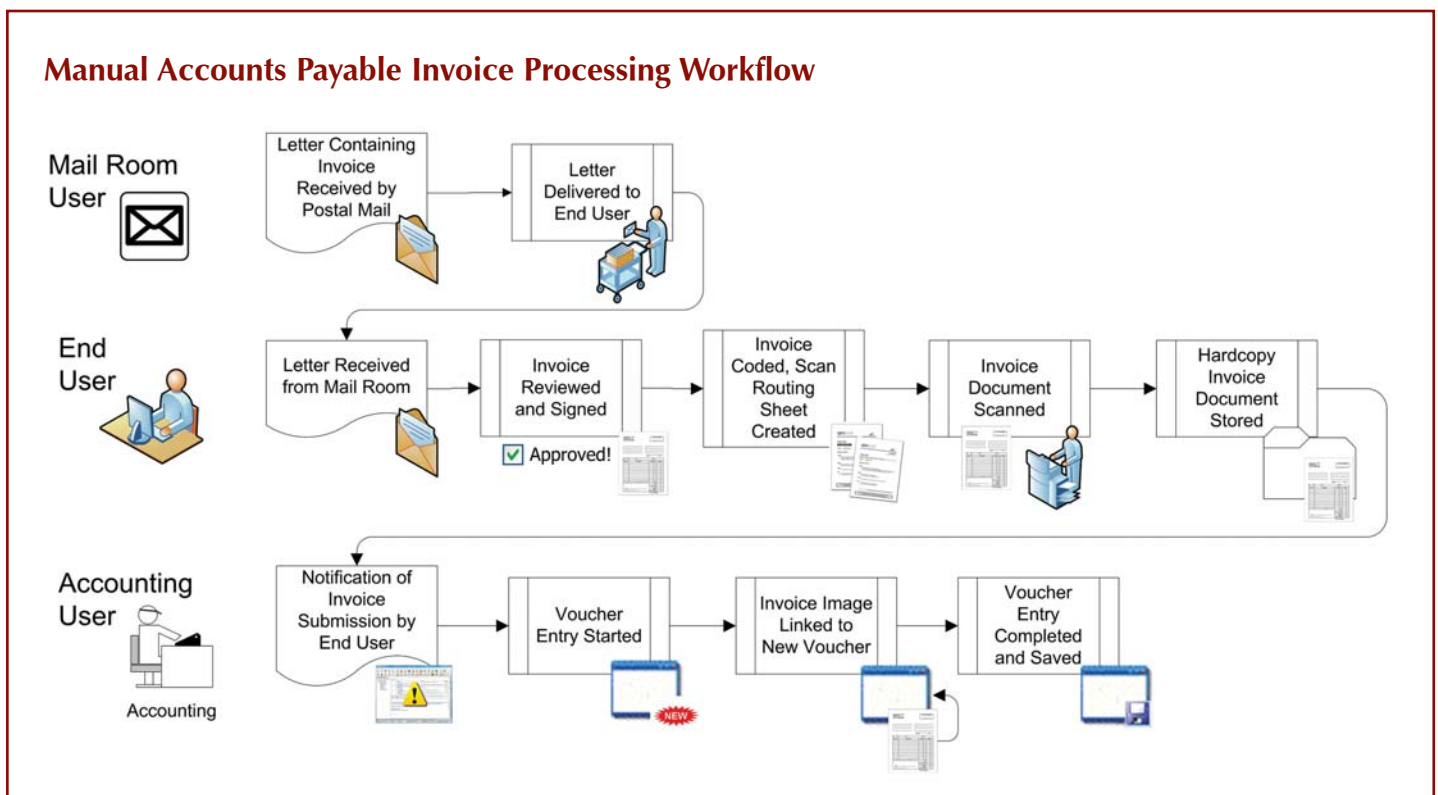 Manual Accounts Payable Invoice Processing Workflow
Mail Room
User
Letter Containing
Invoice
Received by
Postal Mail
Letter
Delivered to
End User
End
User
Letter Received
from Mail Room
Invoice
Reviewed
and Signed
Approved!
Invoice
Coded, Scan
Routing
Sheet
Created
Invoice
Document
Scanned
Hardcopy
Invoice
Document
Stored
Accounting
User
Accounting
Notification of
Invoice
Submission by
End User
Voucher
Entry Started
NEW
Invoice Image
Linked to
New Voucher
Voucher
Entry
Completed
and Saved